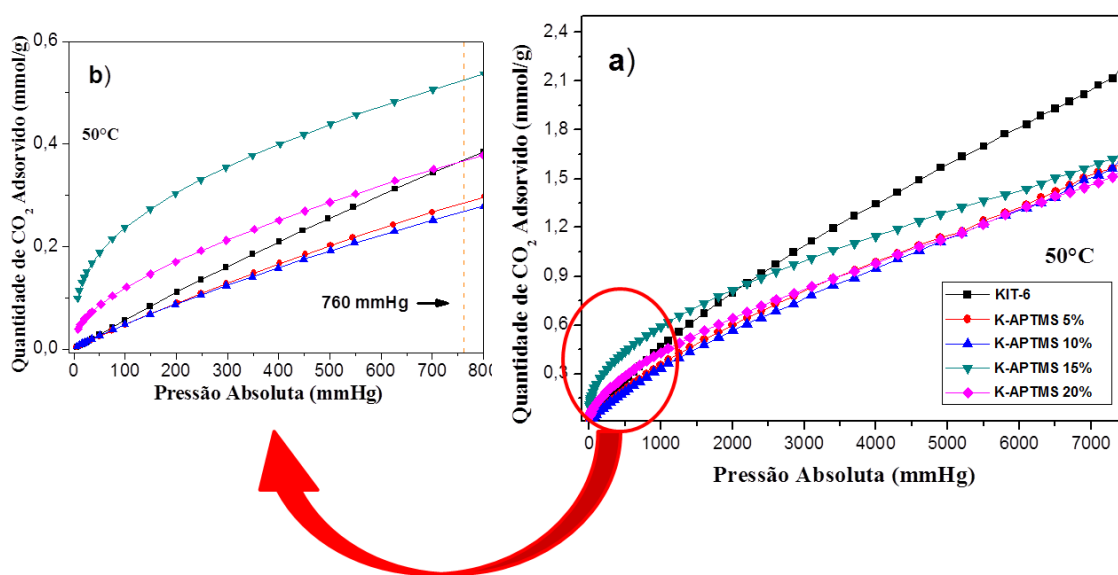 b)
50°C
760 mmHg
Quantidade de CO2 Adsorvido (mmol/g)
0,6
0,4
0,2
0,0
0 100 200 300 400 500 600 700 800
Pressão Absoluta (mmHg)
a)
Quantidade de CO2 Adsorvido (mmol/g)
2,4
2,1
1,8
1,5
1,2
0,9
0,6
0,3
50°C
KIT-6
K-APTMS 5%
K-APTMS 10%
K-APTMS 15%
K-APTMS 20%
0 1000 2000 3000 4000 5000 6000 7000
Pressão Absoluta (mmHg)